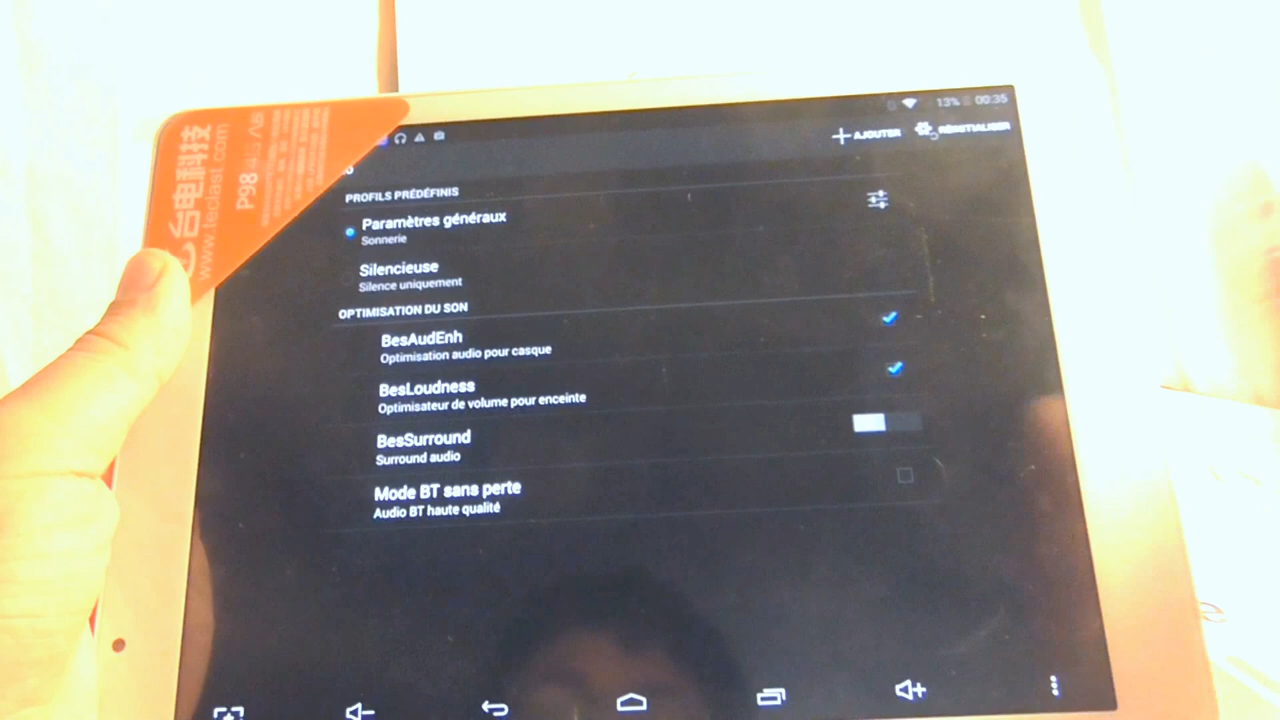 台电科技
www.teclast.com
P98
13% 00:35
AJOUTER
RÉINITIALISER
PROFILS PRÉDÉFINIS
Paramètres généraux
Sonnerie
Silencieuse
Silence uniquement
OPTIMISATION DU SON
BesAudEnh
Optimisation audio pour casque
BesLoudness
Optimisateur de volume pour enceinte
BesSurround
Surround audio
Mode BT sans perte
Audio BT haute qualité